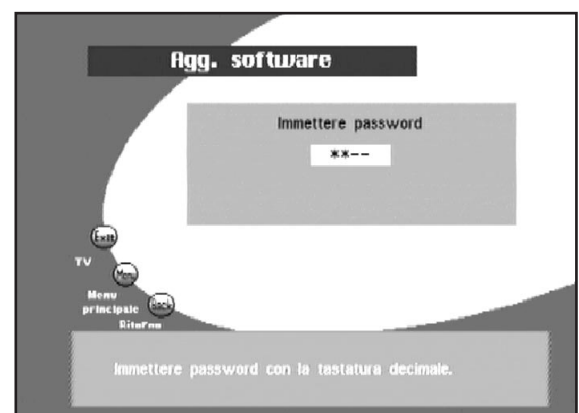 Agg. software
Immettere password
**--
Exit
TV
Menu
Menu
principale
Back
Ritorno
Immettere password con la tastatura decimale.